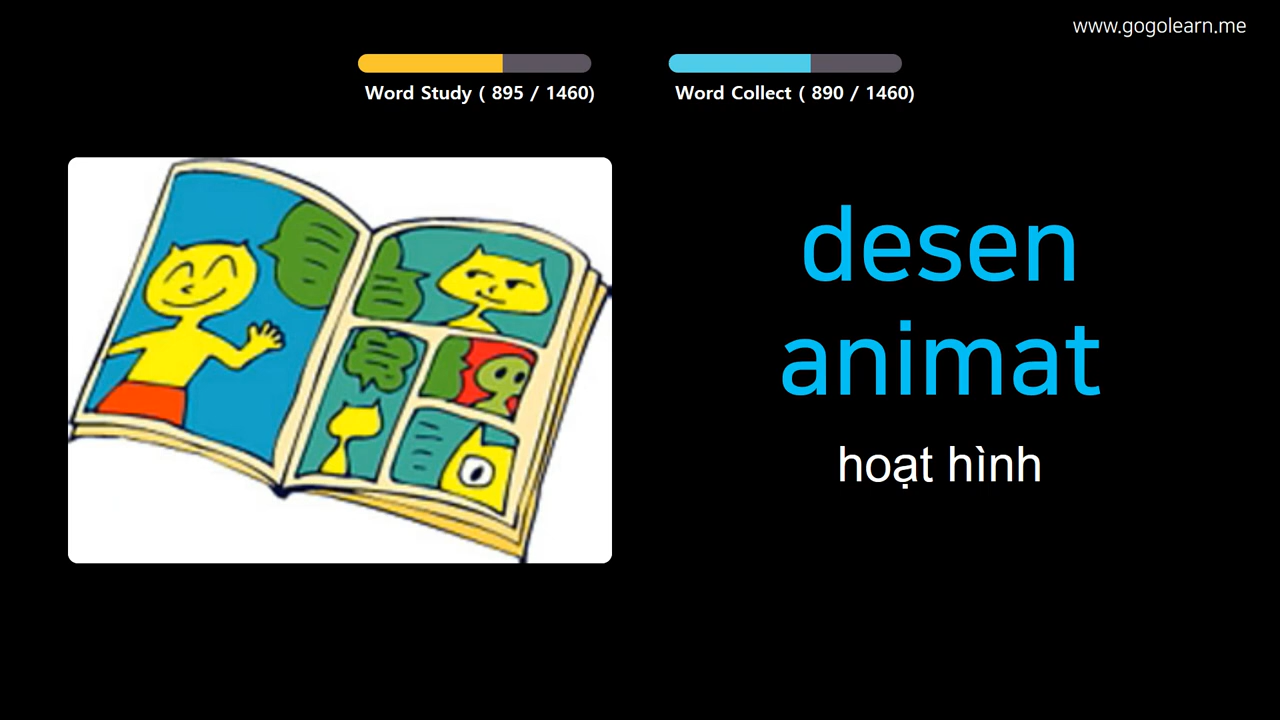 www.gogolearn.me
Word Study ( 895 / 1460)
Word Collect ( 890 / 1460)
desen
animat
hoạt hình